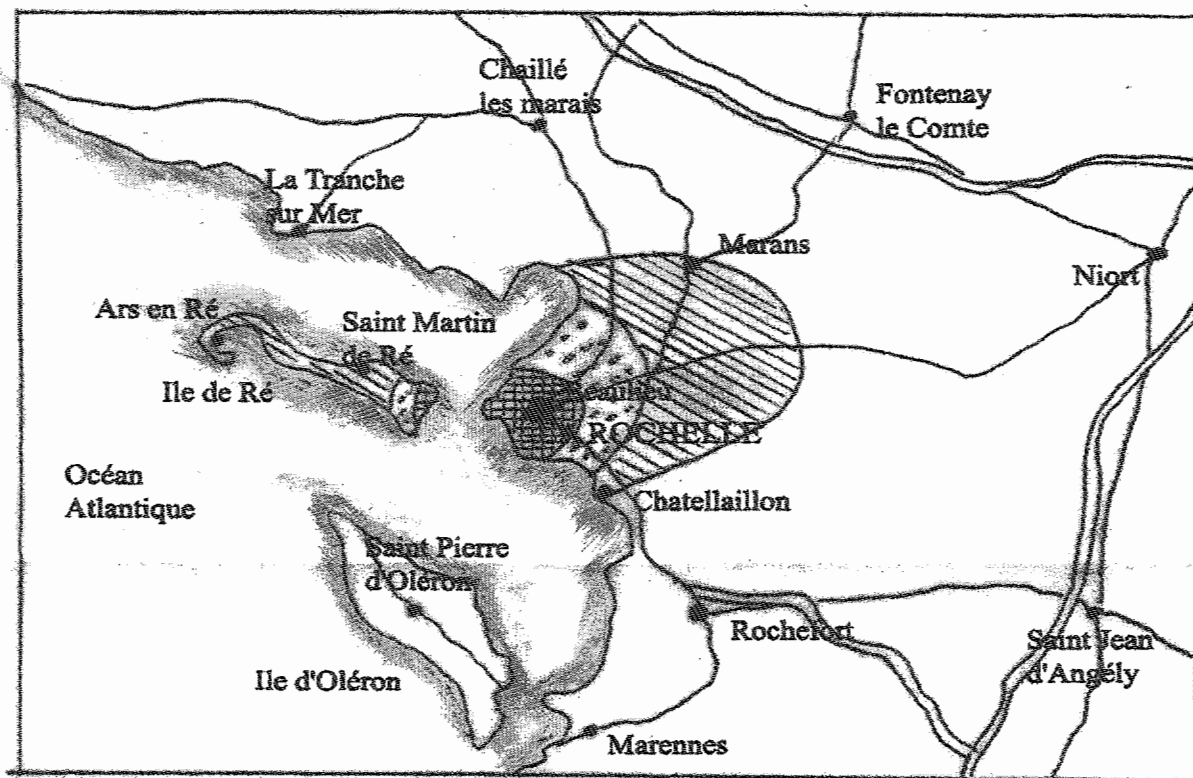 Chaillé
les marais
Fontenay
le Comte
La Tranche
sur Mer
Marans
Niort
Ars en Ré
Saint Martin
de Ré
Ile de Ré
Beaulieu
ROCHELLE
Océan
Atlantique
Chatellaillon
Saint Pierre
d'Oléron
Rochefort
Saint Jean
d'Angély
Ile d'Oléron
Marennes